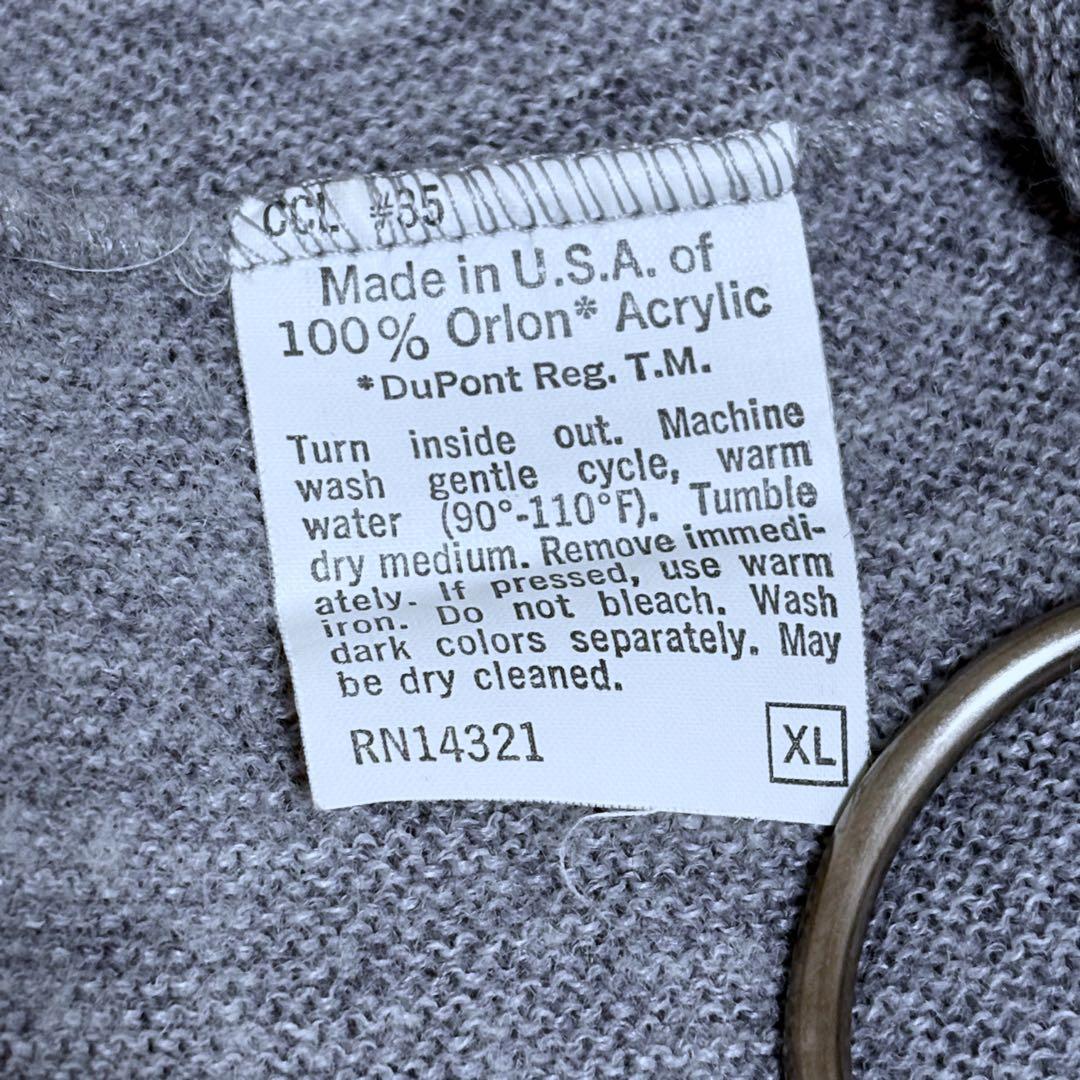 CCL #35
Made in U.S.A. of
100% Orlon* Acrylic
*DuPont Reg. T.M.
Turn inside out. Machine
wash gentle cycle, warm
water (90°-110°F). Tumble
dry medium. Remove immedi-
ately. If pressed, use warm
iron. Do not bleach. Wash
dark colors separately. May
be dry cleaned.
RN14321
XL